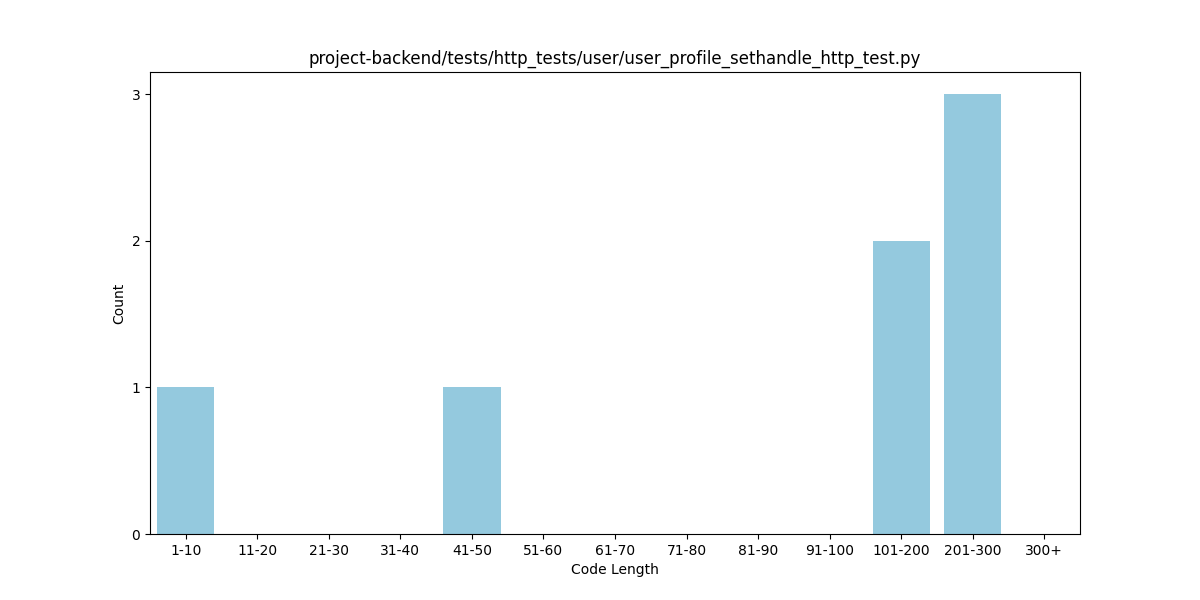 project-backend/tests/http_tests/user/user_profile_sethandle_http_test.py
3
2
1
0
Count
1-10 11-20 21-30 31-40 41-50 51-60 61-70 71-80 81-90 91-100 101-200 201-300 300+
Code Length